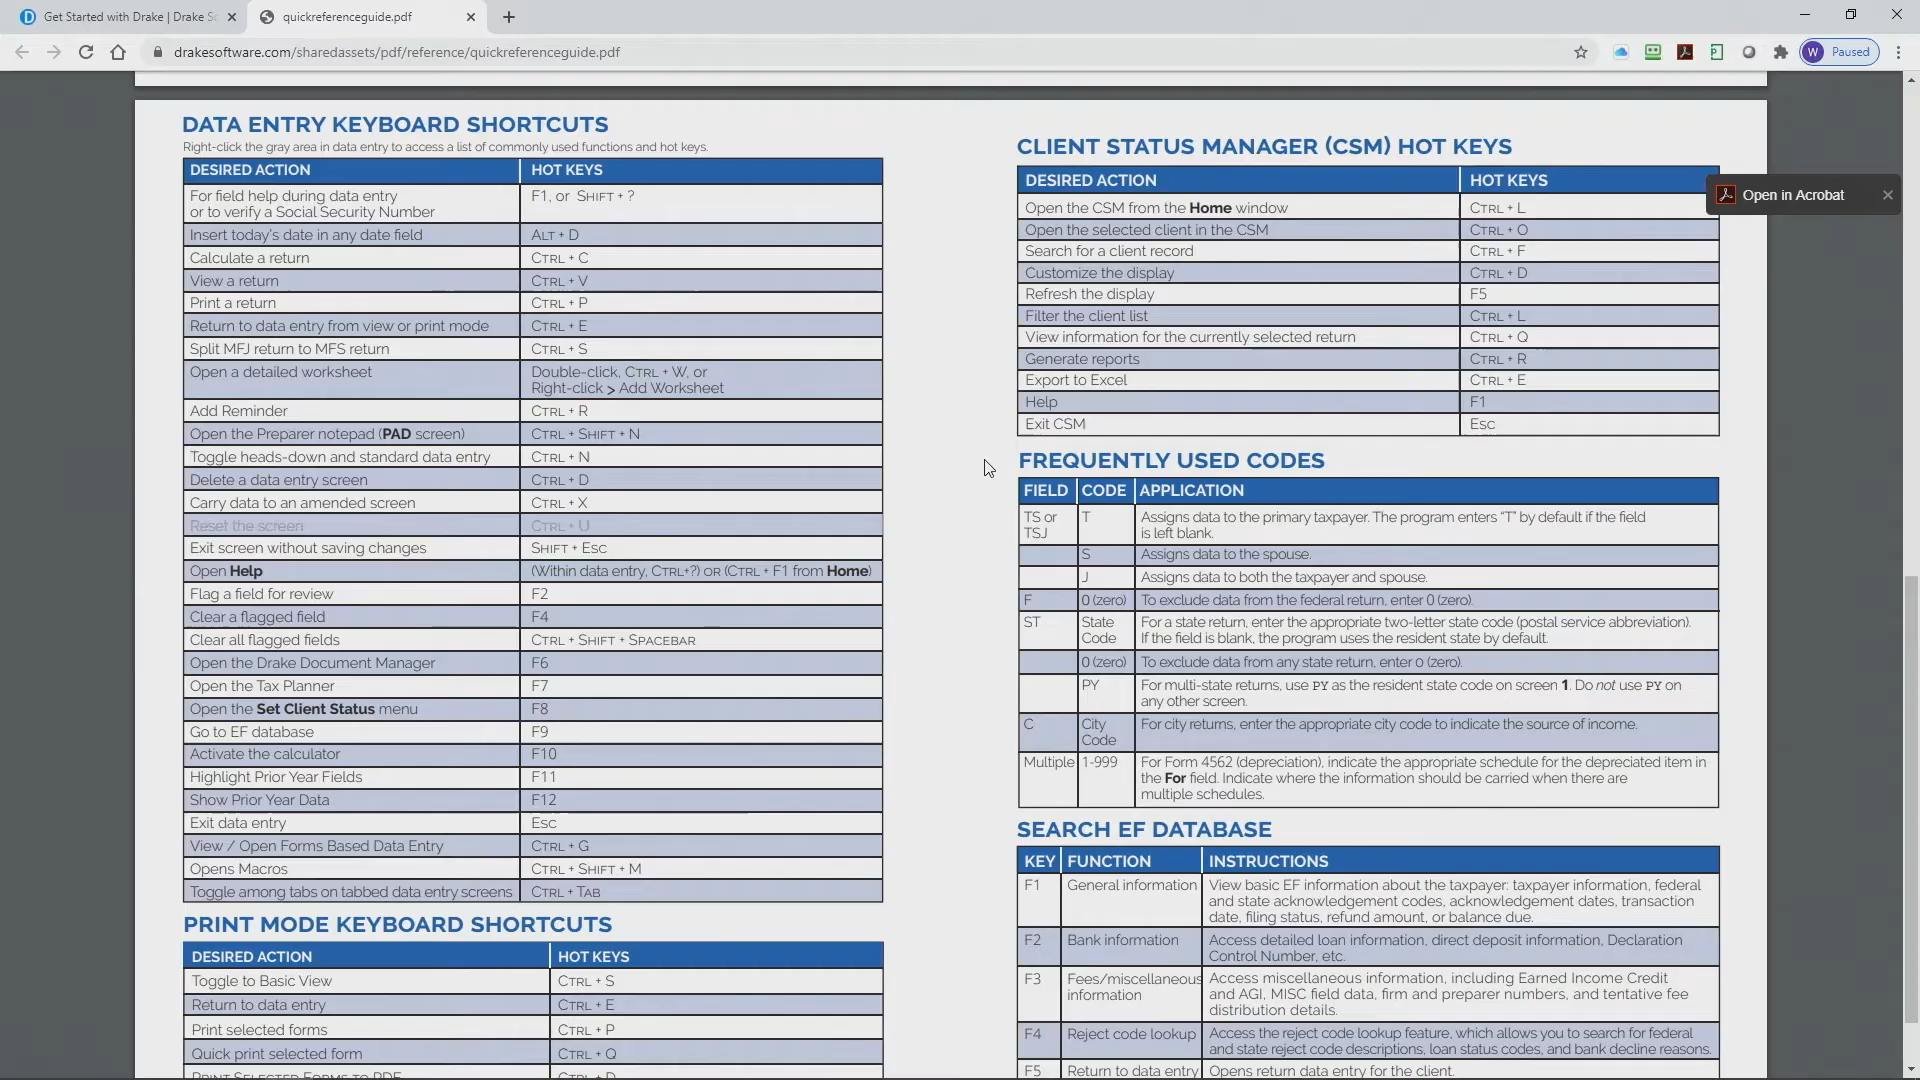 Get Started with Drake | Drake So
quickreferenceguide.pdf
drakesoftware.com/sharedassets/pdf/reference/quickreferenceguide.pdf
W Paused
DATA ENTRY KEYBOARD SHORTCUTS
Right-click the gray area in data entry to access a list of commonly used functions and hot keys.
DESIRED ACTION HOT KEYS
For field help during data entry
or to verify a Social Security Number F1, or SHIFT + ?
Insert today's date in any date field ALT + D
Calculate a return CTRL + C
View a return CTRL + V
Print a return CTRL + P
Return to data entry from view or print mode CTRL + E
Split MFJ return to MFS return CTRL + S
Open a detailed worksheet Double-click, CTRL + W, or
Right-click > Add Worksheet
Add Reminder CTRL + R
Open the Preparer notepad (PAD screen) CTRL + SHIFT + N
Toggle heads-down and standard data entry CTRL + N
Delete a data entry screen CTRL + D
Carry data to an amended screen CTRL + X
Reset the screen CTRL + U
Exit screen without saving changes SHIFT + ESC
Open Help (Within data entry, CTRL+?) OR (CTRL + F1 from Home)
Flag a field for review F2
Clear a flagged field F4
Clear all flagged fields CTRL + SHIFT + SPACEBAR
Open the Drake Document Manager F6
Open the Tax Planner F7
Open the Set Client Status menu F8
Go to EF database F9
Activate the calculator F10
Highlight Prior Year Fields F11
Show Prior Year Data F12
Exit data entry Esc
View / Open Forms Based Data Entry CTRL + G
Opens Macros CTRL + SHIFT + M
Toggle among tabs on tabbed data entry screens CTRL + TAB
PRINT MODE KEYBOARD SHORTCUTS
DESIRED ACTION HOT KEYS
Toggle to Basic View CTRL + S
Return to data entry CTRL + E
Print selected forms CTRL + P
Quick print selected form CTRL + Q
PRINT SELECTED FORMS TO PDF CTRL + D
CLIENT STATUS MANAGER (CSM) HOT KEYS
DESIRED ACTION HOT KEYS
Open in Acrobat
Open the CSM from the Home window CTRL + L
Open the selected client in the CSM CTRL + O
Search for a client record CTRL + F
Customize the display CTRL + D
Refresh the display F5
Filter the client list CTRL + L
View information for the currently selected return CTRL + Q
Generate reports CTRL + R
Export to Excel CTRL + E
Help F1
Exit CSM Esc
FREQUENTLY USED CODES
FIELD CODE APPLICATION
TS or
TSJ T Assigns data to the primary taxpayer. The program enters "T" by default if the field
is left blank.
S Assigns data to the spouse.
J Assigns data to both the taxpayer and spouse.
F 0 (zero) To exclude data from the federal return, enter 0 (zero).
ST State
Code For a state return, enter the appropriate two-letter state code (postal service abbreviation).
If the field is blank, the program uses the resident state by default.
0 (zero) To exclude data from any state return, enter 0 (zero).
PY For multi-state returns, use PY as the resident state code on screen 1. Do not use PY on
any other screen.
C City
Code For city returns, enter the appropriate city code to indicate the source of income.
Multiple 1-999 For Form 4562 (depreciation), indicate the appropriate schedule for the depreciated item in
the For field. Indicate where the information should be carried when there are
multiple schedules.
SEARCH EF DATABASE
KEY FUNCTION INSTRUCTIONS
F1 General information View basic EF information about the taxpayer: taxpayer information, federal
and state acknowledgement codes, acknowledgement dates, transaction
date, filing status, refund amount, or balance due.
F2 Bank information Access detailed loan information, direct deposit information, Declaration
Control Number, etc.
F3 Fees/miscellaneous
information Access miscellaneous information, including Earned Income Credit
and AGI, MISC field data, firm and preparer numbers, and tentative fee
distribution details.
F4 Reject code lookup Access the reject code lookup feature, which allows you to search for federal
and state reject code descriptions, loan status codes, and bank decline reasons.
F5 Return to data entry Opens return data entry for the client.